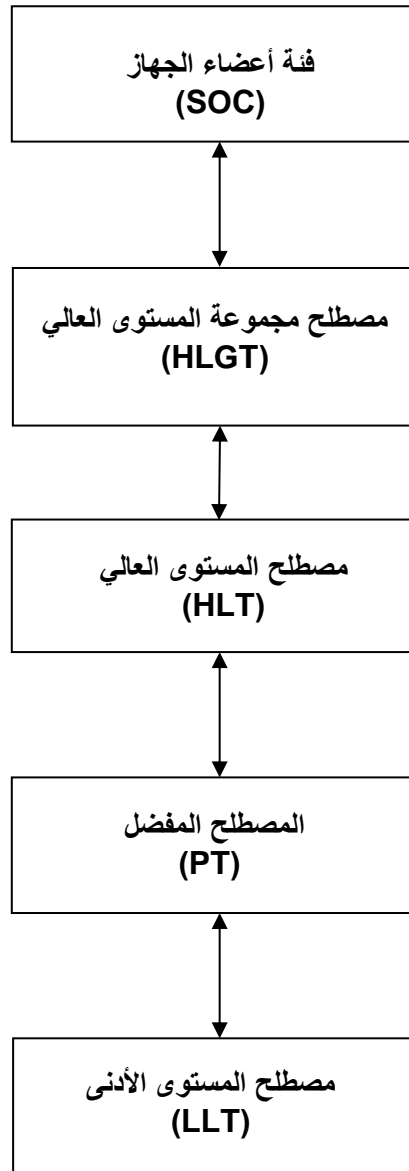 فئة أعضاء الجهاز
(SOC)
مصطلح مجموعة المستوى العالي
(HLGT)
مصطلح المستوى العالي
(HLT)
المصطلح المفضل
(PT)
مصطلح المستوى الأدنى
(LLT)